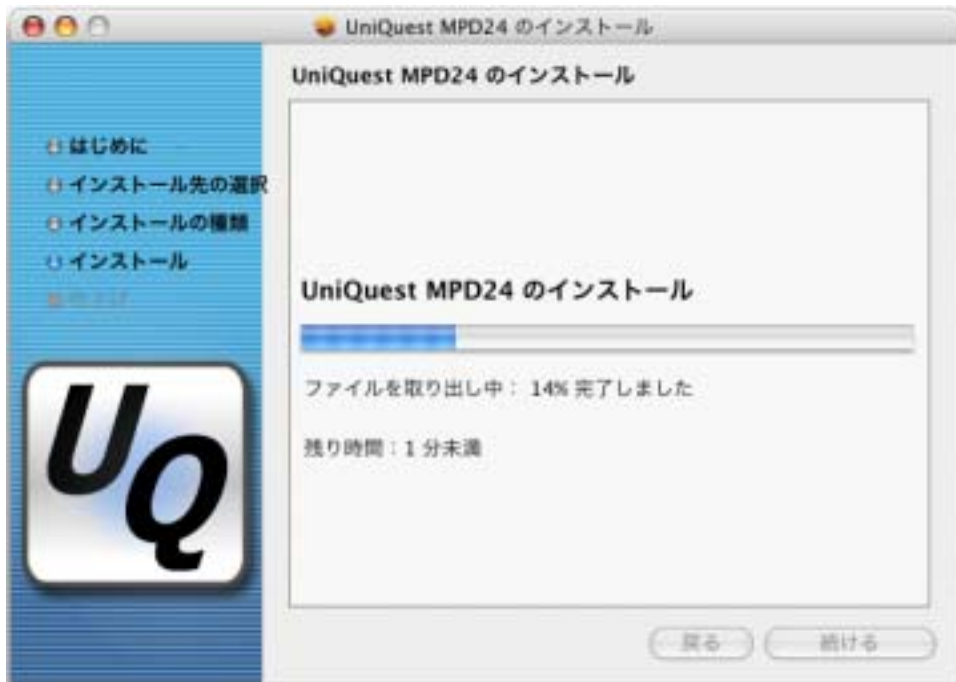 UniQuest MPD24 のインストール
UniQuest MPD24 のインストール
はじめに
インストール先の選択
インストールの種類
インストール
UQ
UniQuest MPD24 のインストール
ファイルを取り出し中： 14% 完了しました
残り時間：1 分未満
戻る
続ける